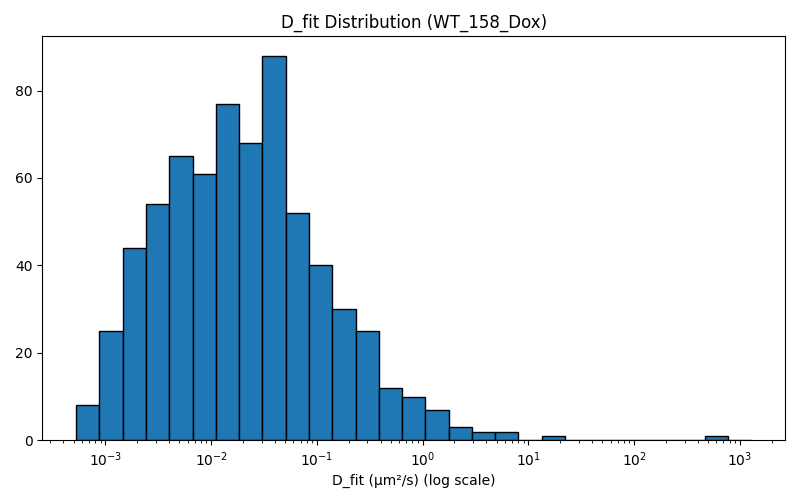 D_fit Distribution (WT_158_Dox)
80
60
40
20
0
10⁻³ 10⁻² 10⁻¹ 10⁰ 10¹ 10² 10³
D_fit (μm²/s) (log scale)